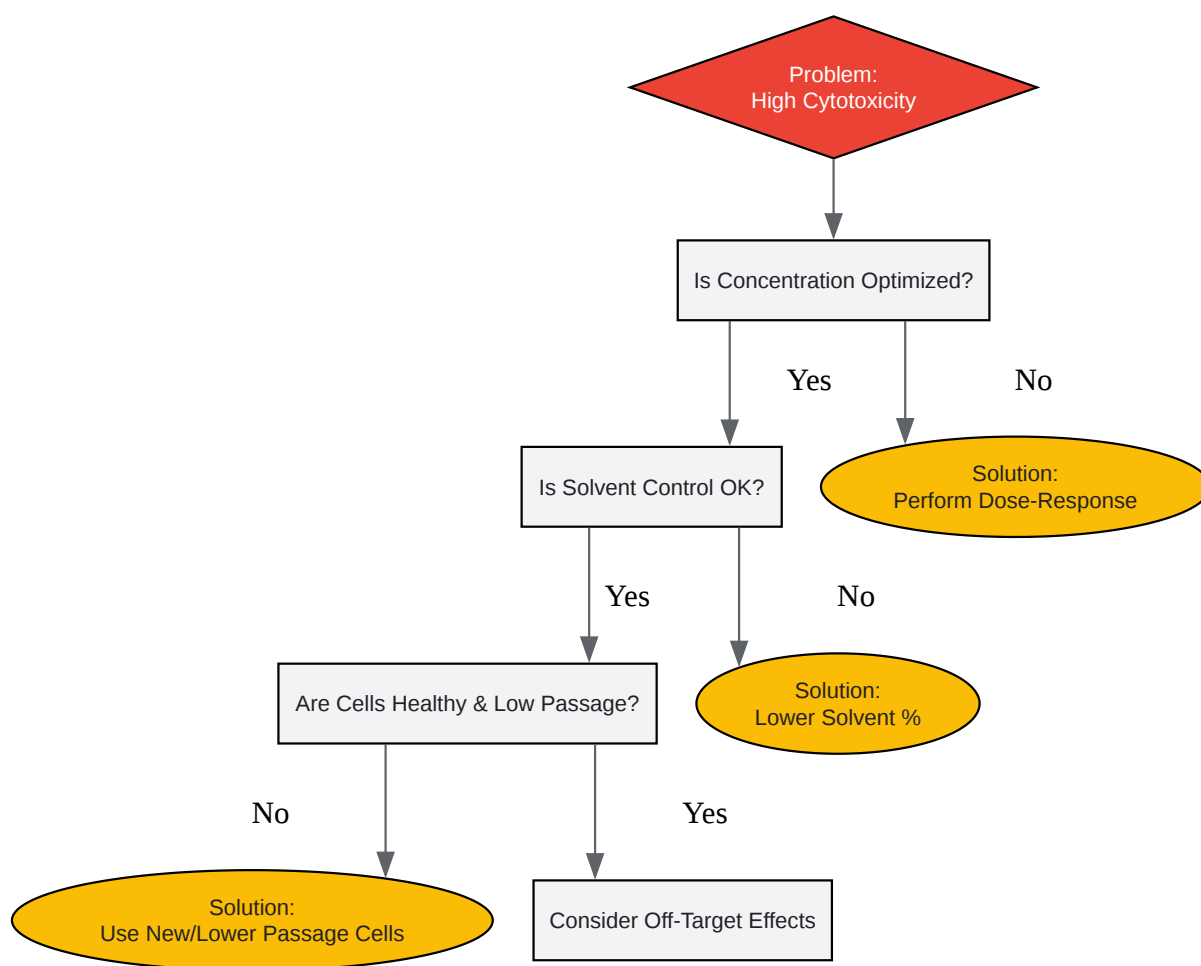 Problem:
High Cytotoxicity
Is Concentration Optimized?
Yes
No
Is Solvent Control OK?
Solution:
Perform Dose-Response
Yes
No
Are Cells Healthy & Low Passage?
Solution:
Lower Solvent %
No
Yes
Solution:
Use New/Lower Passage Cells
Consider Off-Target Effects